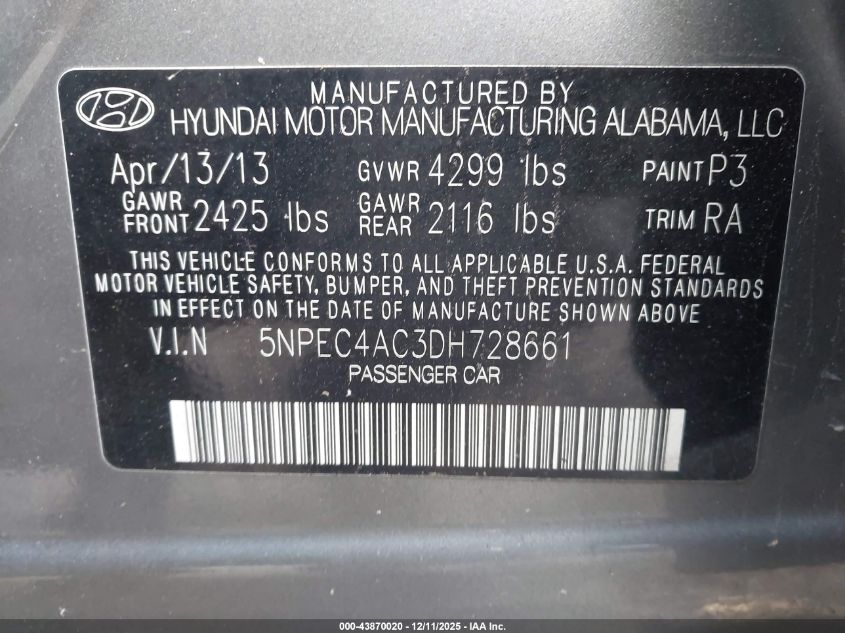 MANUFACTURED BY
HYUNDAI MOTOR MANUFACTURING ALABAMA, LLC
Apr/13/13 GVWR 4299 lbs PAINT P3
GAWR FRONT 2425 lbs GAWR REAR 2116 lbs TRIM RA
THIS VEHICLE CONFORMS TO ALL APPLICABLE U.S.A. FEDERAL
MOTOR VEHICLE SAFETY, BUMPER, AND THEFT PREVENTION STANDARDS
IN EFFECT ON THE DATE OF MANUFACTURE SHOWN ABOVE
V.I.N 5NPEC4AC3DH728661
PASSENGER CAR
000-43870020 - 12/11/2025 - IAA Inc.